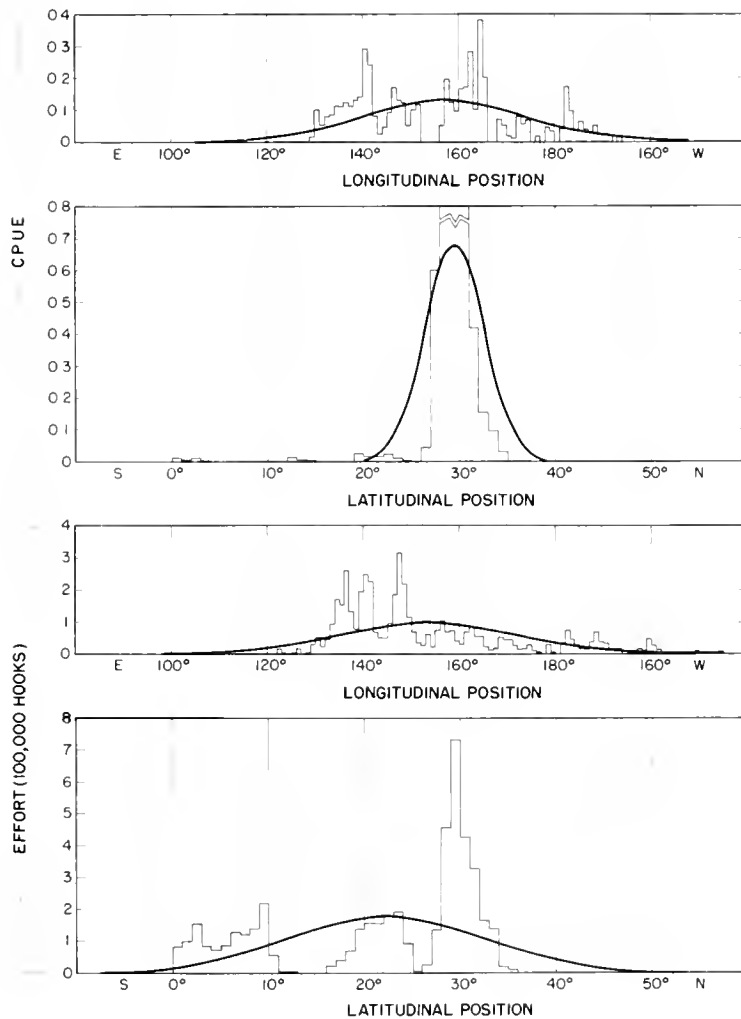 0.4
0.3
0.2
0.1
0
E 100° 120° 140° 160° 180° 160° W
LONGITUDINAL POSITION
CPUE
0.8
0.7
0.6
0.5
0.4
0.3
0.2
0.1
0
S 0° 10° 20° 30° 40° 50° N
LATITUDINAL POSITION
4
3
2
1
0
E 100° 120° 140° 160° 180° 160° W
LONGITUDINAL POSITION
EFFORT (100,000 HOOKS)
8
7
6
5
4
3
2
1
0
S 0° 10° 20° 30° 40° 50° N
LATITUDINAL POSITION